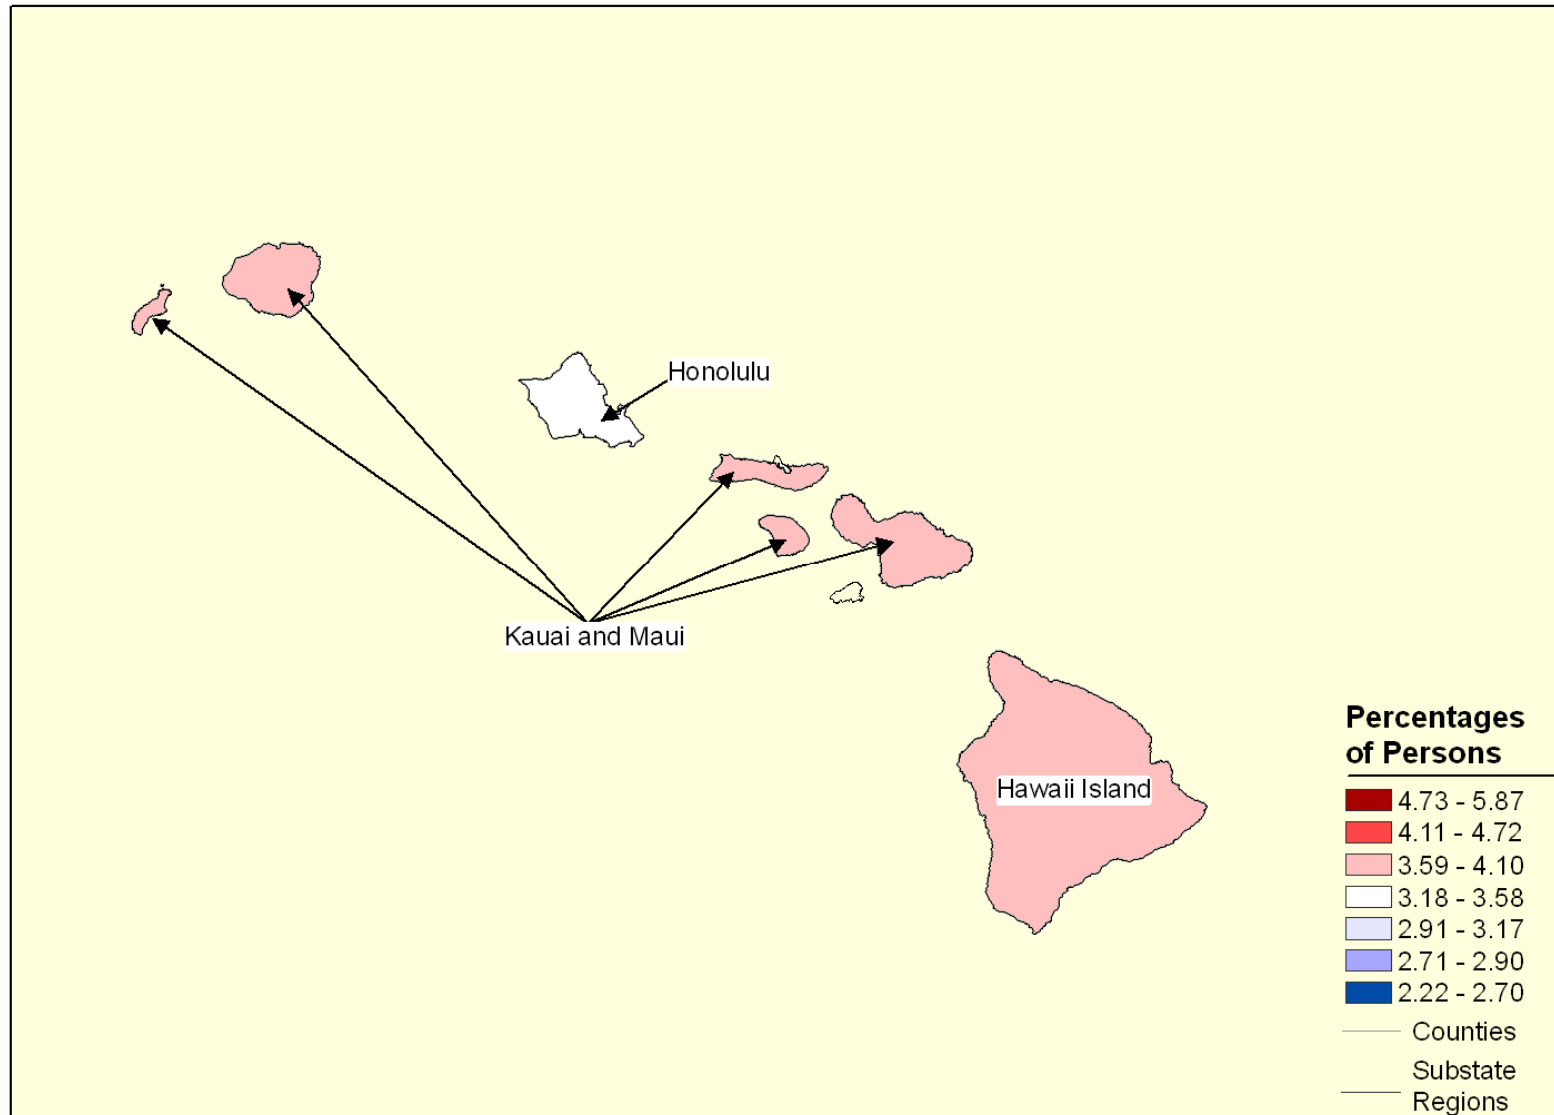 Honolulu
Kauai and Maui
Hawaii Island
Percentages
of Persons
4.73 - 5.87
4.11 - 4.72
3.59 - 4.10
3.18 - 3.58
2.91 - 3.17
2.71 - 2.90
2.22 - 2.70
Counties
Substate
Regions